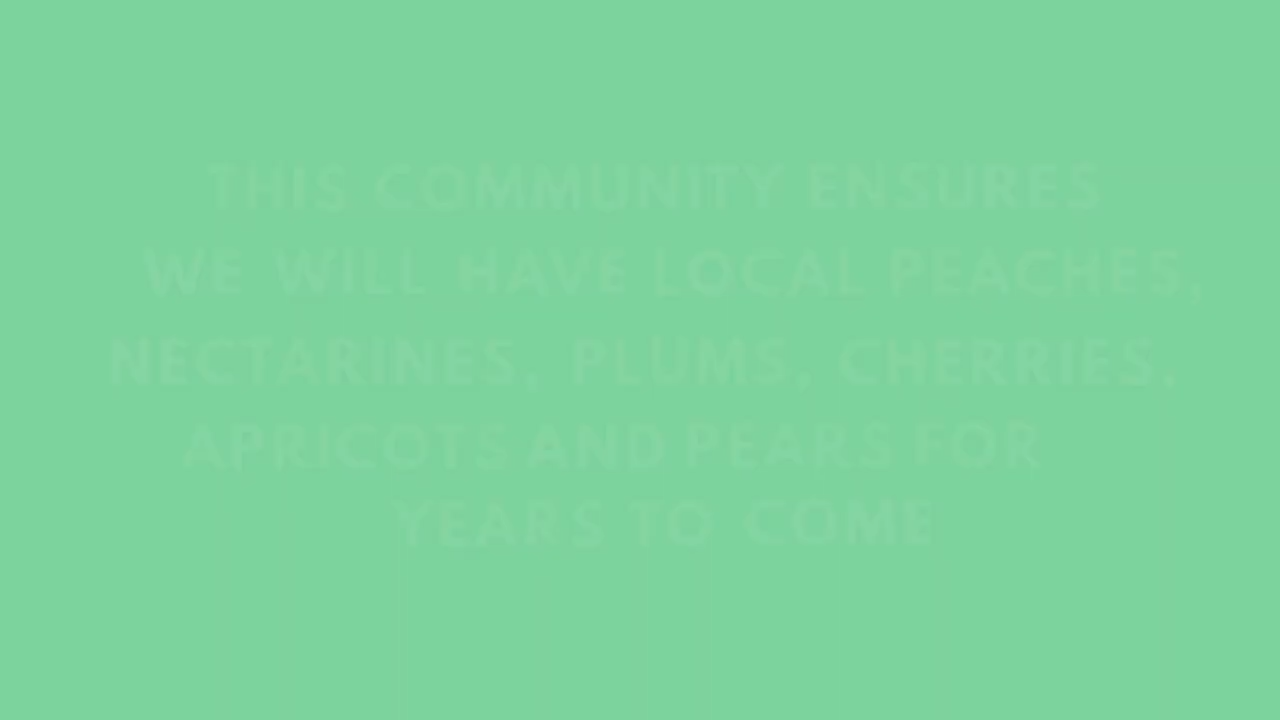 THIS COMMUNITY ENSURES
WE WILL HAVE LOCAL PEACHES,
NECTARINES, PLUMS, CHERRIES,
APRICOTS AND PEARS FOR
YEARS TO COME